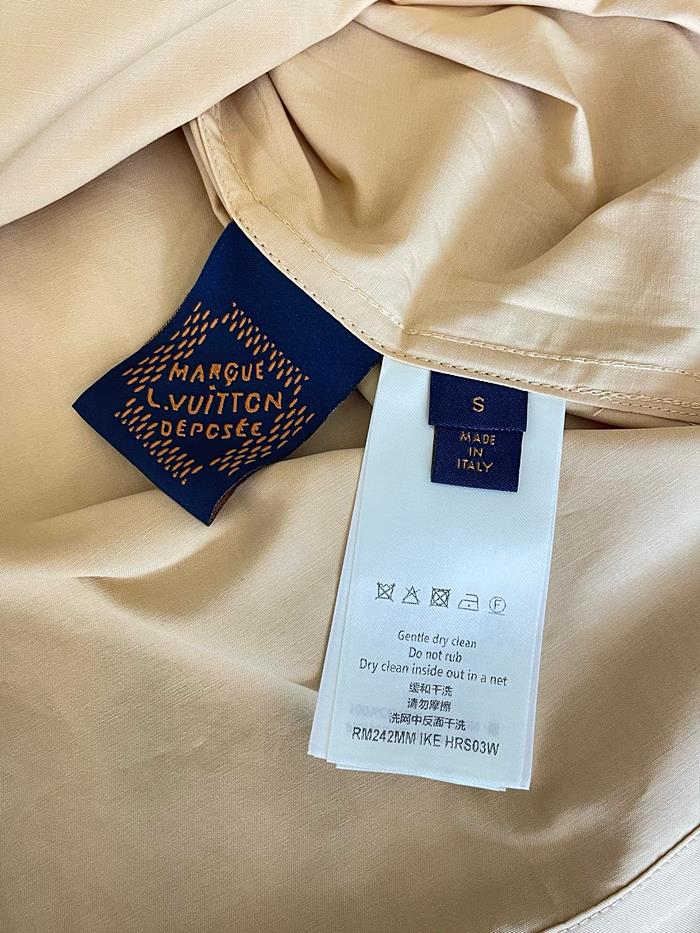 MARQUE
L.VUITTON
DÉPOSÉE
S
MADE
IN
ITALY
Gentle dry clean
Do not rub
Dry clean inside out in a net
缓和干洗
请勿摩擦
洗网中反面干洗
RM242MM IKE HRS03W